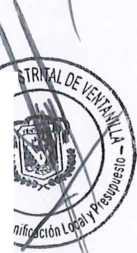 STRITAL DE VENTANILLA
nificación Local y Presupuesto —